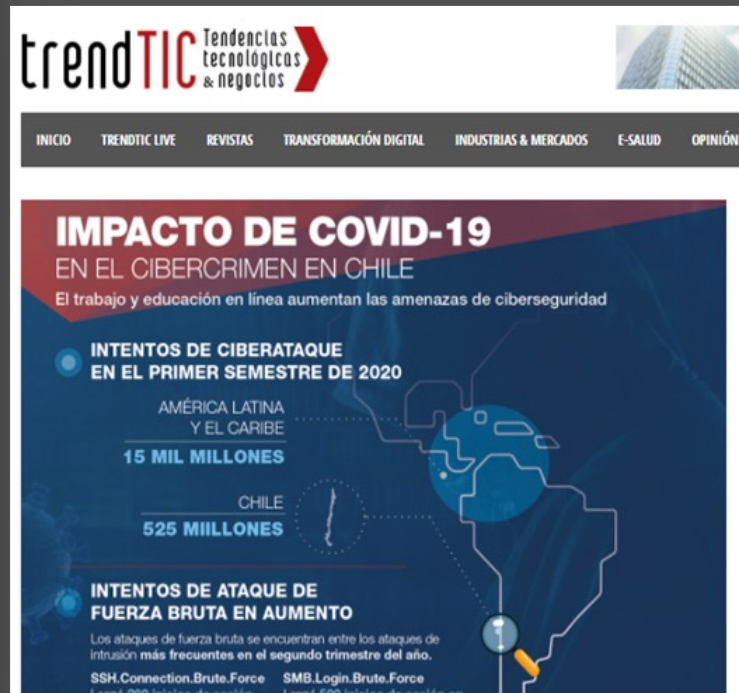 trendTIC Tendencias
tecnológicas
& negocios
INICIO TRENDTIC LIVE REVISTAS TRANSFORMACIÓN DIGITAL INDUSTRIAS & MERCADOS E-SALUD OPINIÓN
IMPACTO DE COVID-19
EN EL CIBERCRIMEN EN CHILE
El trabajo y educación en línea aumentan las amenazas de ciberseguridad
INTENTOS DE CIBERATAQUE
EN EL PRIMER SEMESTRE DE 2020
AMÉRICA LATINA
Y EL CARIBE
15 MIL MILLONES
CHILE
525 MIILLONES
INTENTOS DE ATAQUE DE
FUERZA BRUTA EN AUMENTO
Los ataques de fuerza bruta se encuentran entre los ataques de
intrusión más frecuentes en el segundo trimestre del año.
SSH.Connection.Brute.Force SMB.Login.Brute.Force